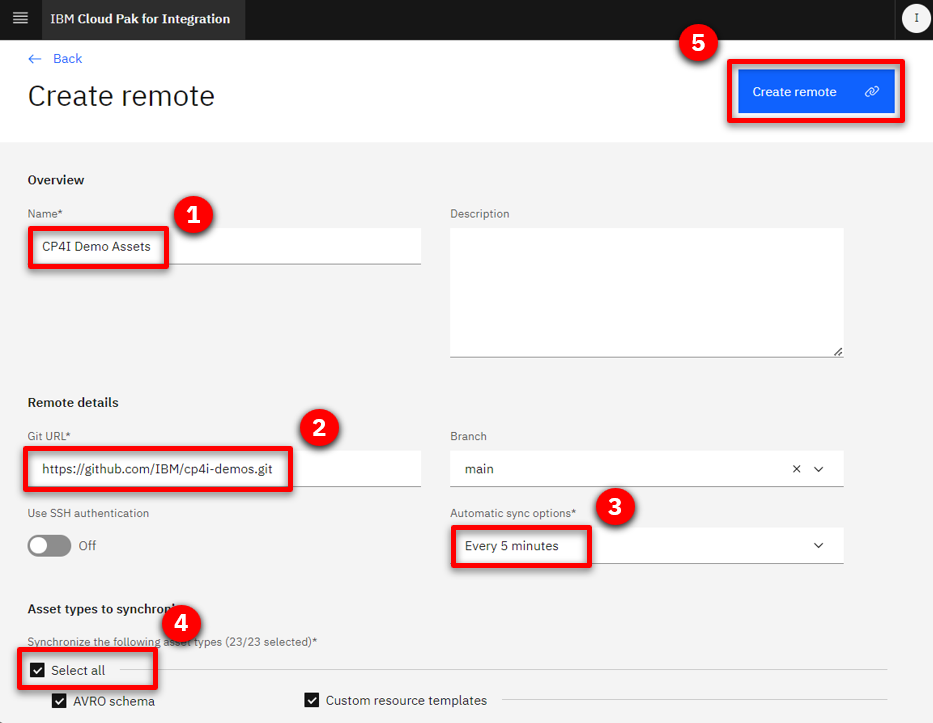 IBM Cloud Pak for Integration
I
Back
5
Create remote
Create remote
Overview
Name*
1
Description
CP4I Demo Assets
Remote details
Git URL*
2
Branch
https://github.com/IBM/cp4i-demos.git
main
Use SSH authentication
Automatic sync options*
3
Off
Every 5 minutes
Asset types to synchroni
4
Synchronize the following asset types (23/23 selected)*
Select all
AVRO schema
Custom resource templates